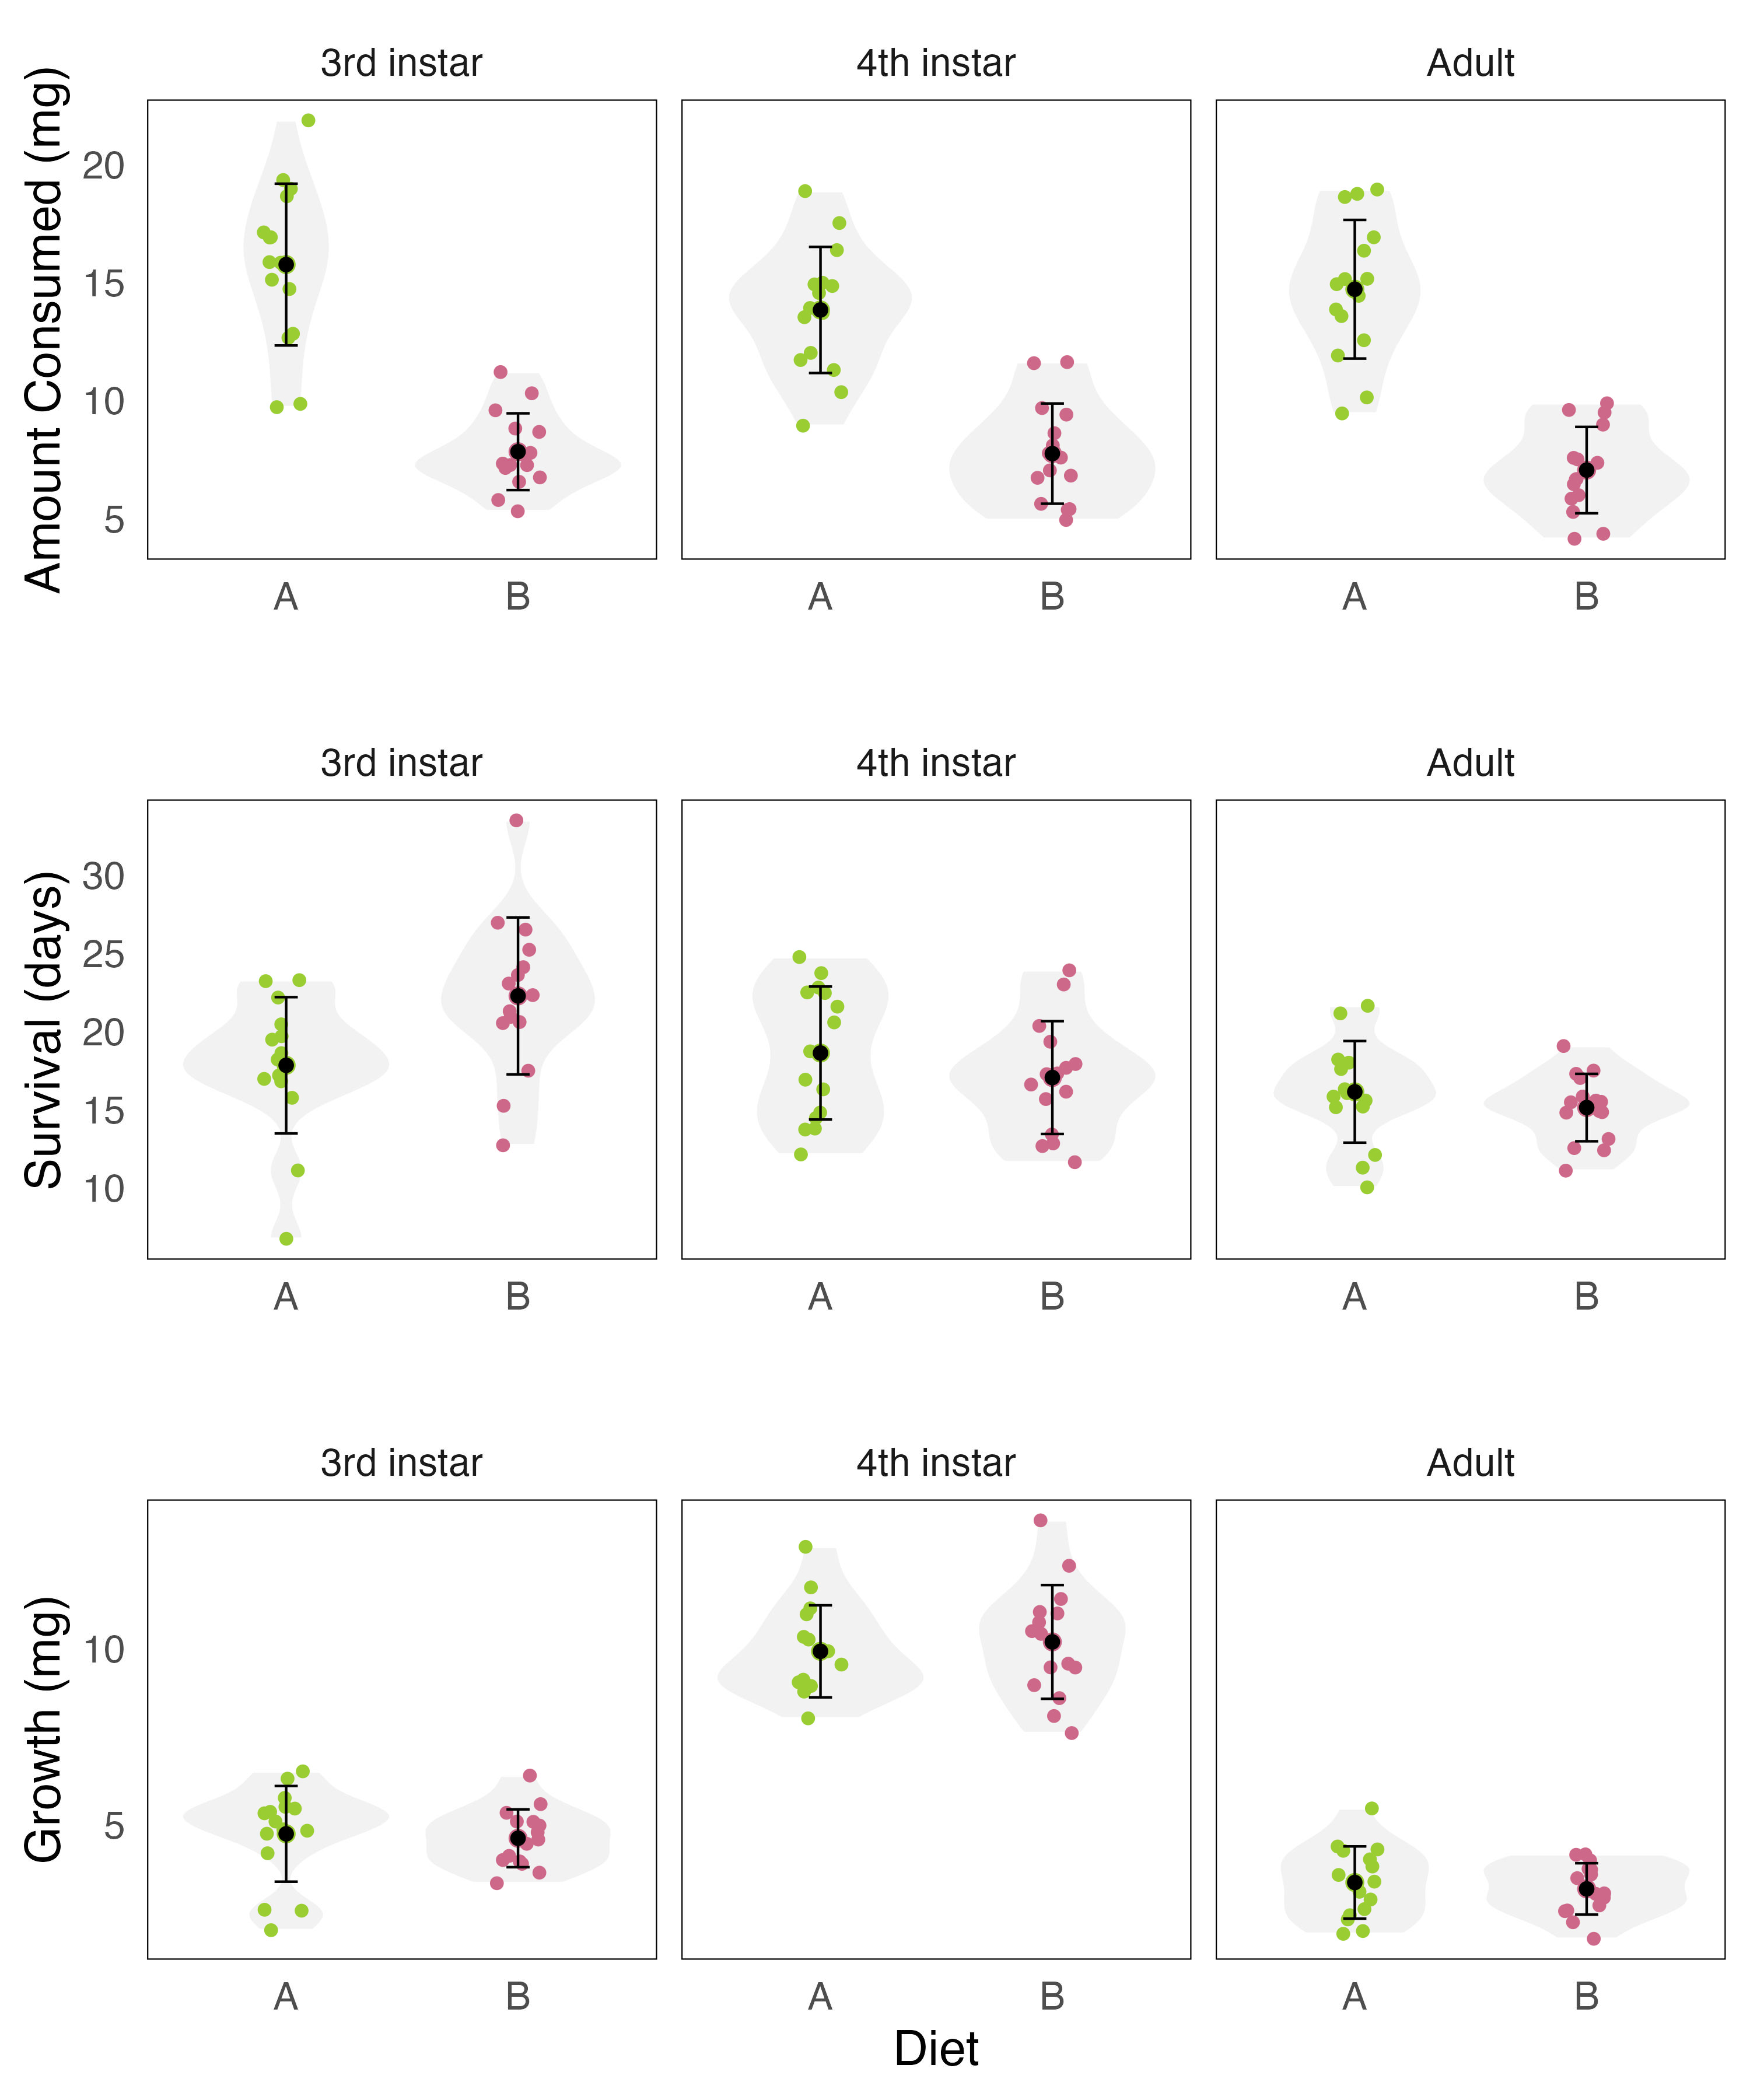 3rd instar 4th instar Adult
Amount Consumed (mg)
20
15
10
5
A B A B A B
3rd instar 4th instar Adult
Survival (days)
30
25
20
15
10
A B A B A B
3rd instar 4th instar Adult
Growth (mg)
10
5
A B A B A B
Diet